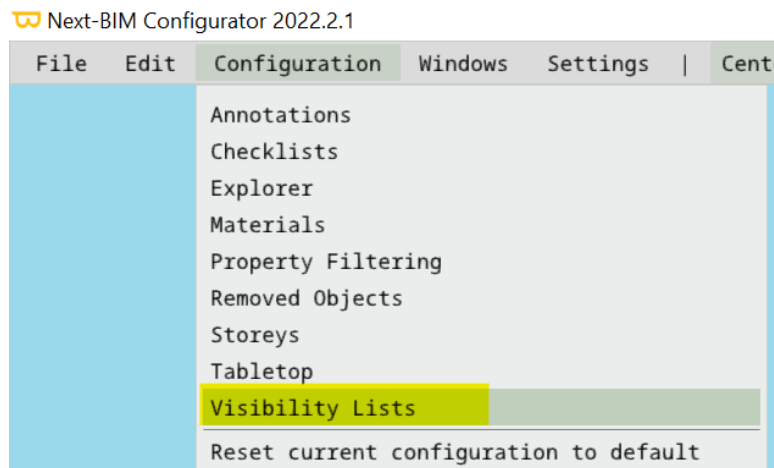 Next-BIM Configurator 2022.2.1
File Edit Configuration Windows Settings | Cent
Annotations
Checklists
Explorer
Materials
Property Filtering
Removed Objects
Storeys
Tabletop
Visibility Lists
Reset current configuration to default